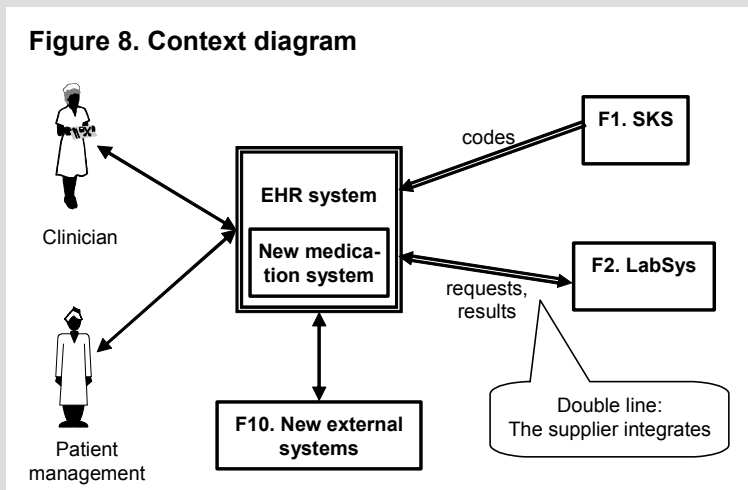 Figure 8. Context diagram
F1. SKS
codes
EHR system
Clinician
New medica-
tion system
F2. LabSys
requests,
results
Double line:
The supplier integrates
F10. New external
systems
Patient
management